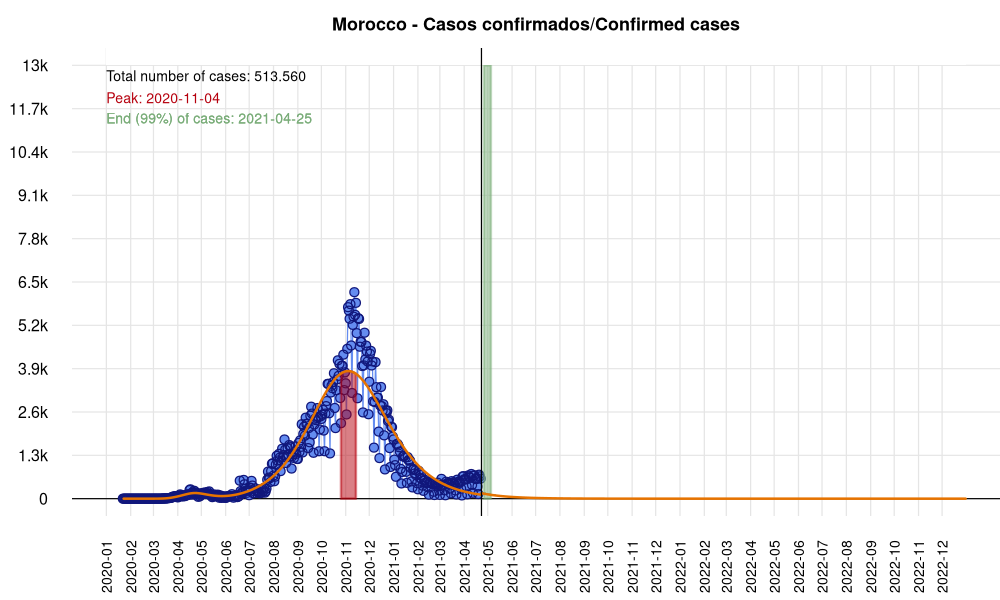 Morocco - Casos confirmados/Confirmed cases
Total number of cases: 513.560
Peak: 2020-11-04
End (99%) of cases: 2021-04-25
13k
11.7k
10.4k
9.1k
7.8k
6.5k
5.2k
3.9k
2.6k
1.3k
0
2020-01
2020-02
2020-03
2020-04
2020-05
2020-06
2020-07
2020-08
2020-09
2020-10
2020-11
2020-12
2021-01
2021-02
2021-03
2021-04
2021-05
2021-06
2021-07
2021-08
2021-09
2021-10
2021-11
2021-12
2022-01
2022-02
2022-03
2022-04
2022-05
2022-06
2022-07
2022-08
2022-09
2022-10
2022-11
2022-12